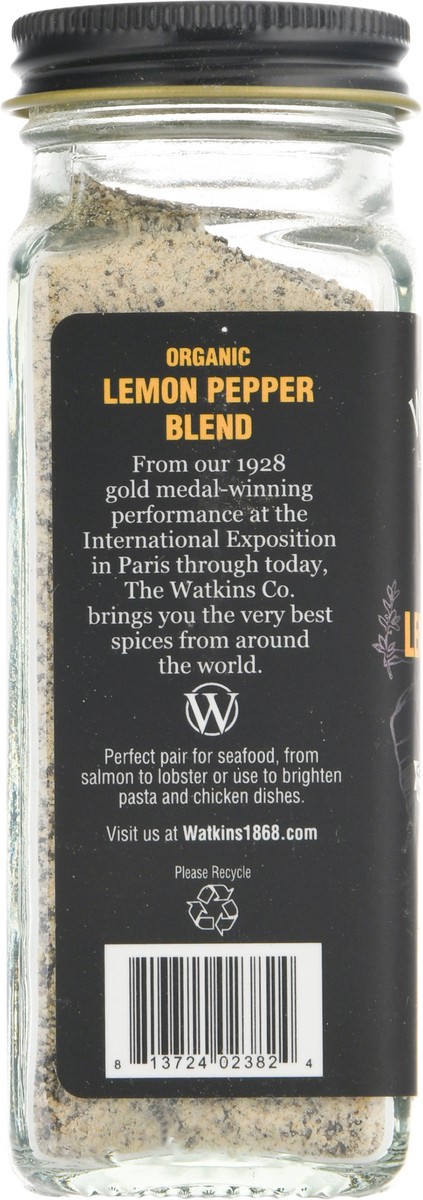 ORGANIC
LEMON PEPPER
BLEND
From our 1928
gold medal-winning
performance at the
International Exposition
in Paris through today,
The Watkins Co.
brings you the very best
spices from around
the world.
W
Perfect pair for seafood, from
salmon to lobster or use to brighten
pasta and chicken dishes.
Visit us at Watkins1868.com
Please Recycle
8 13724 02382 4